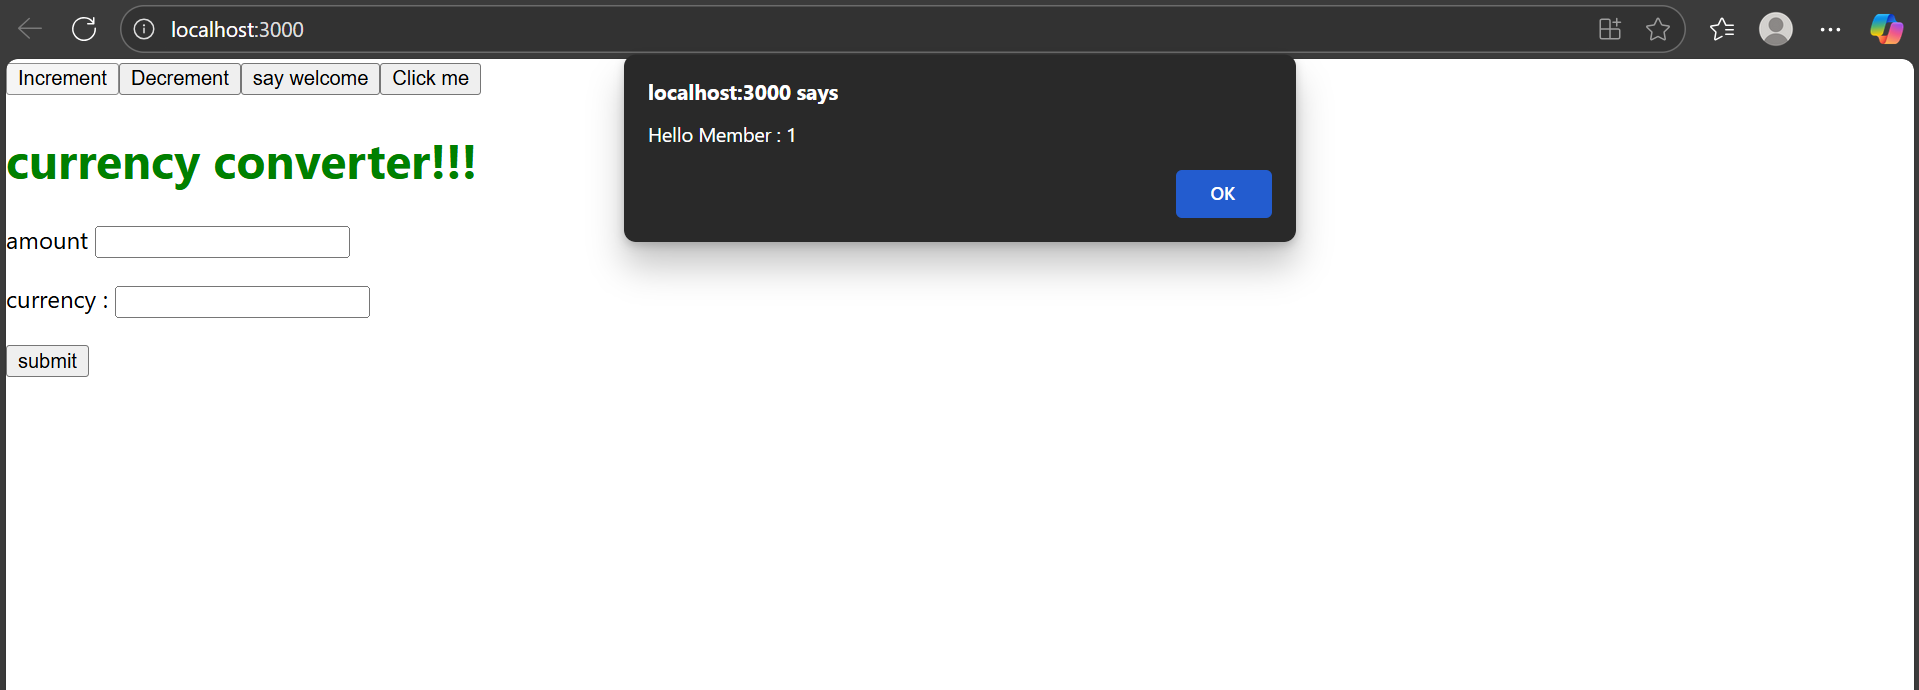 localhost:3000
Increment Decrement say welcome Click me
localhost:3000 says
Hello Member : 1
OK
currency converter!!!
amount
currency :
submit